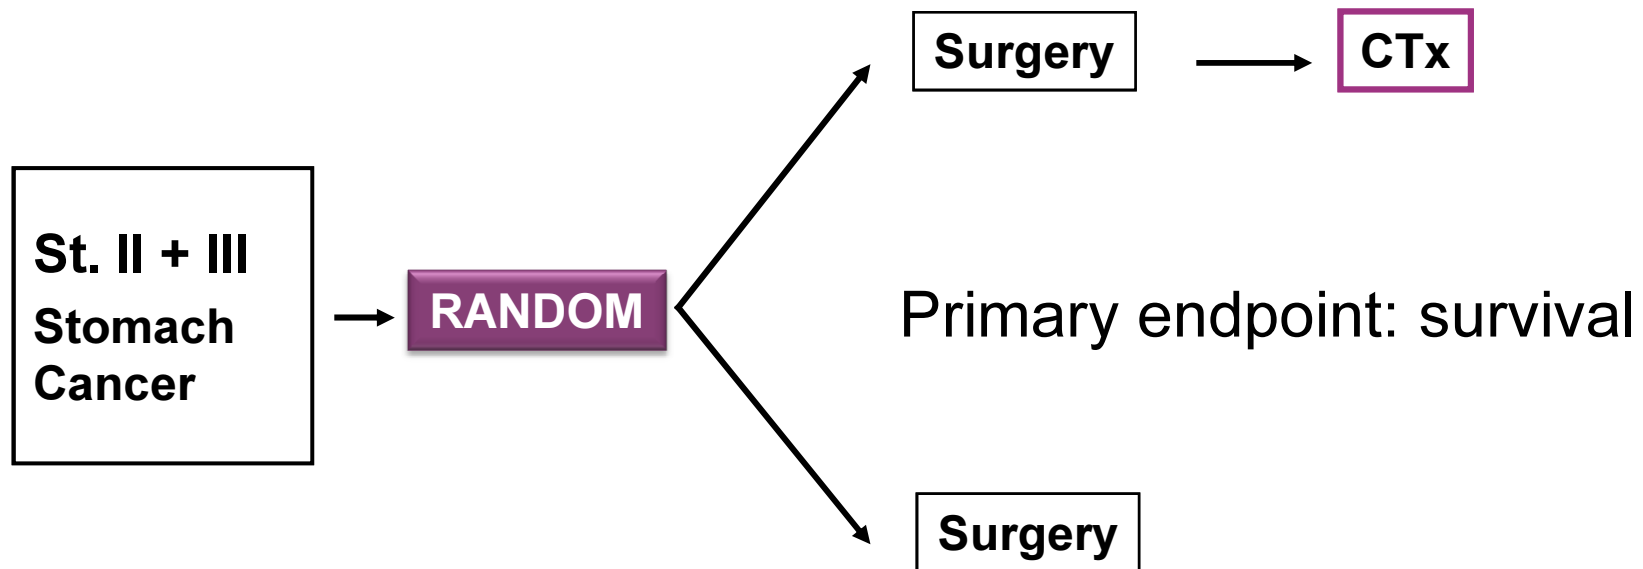 St. II + III
Stomach
Cancer
RANDOM
Surgery
CTx
Primary endpoint: survival
Surgery